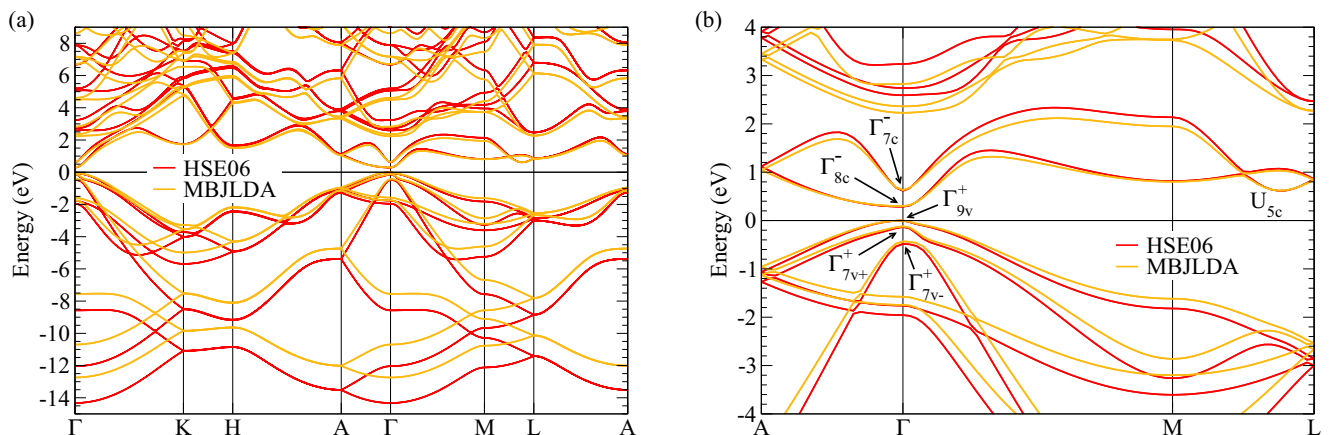 (a)
Energy (eV)
8
6
4
2
0
-2
-4
-6
-8
-10
-12
-14
HSE06
MBJLDA
Γ K H A Γ M L A
(b)
Energy (eV)
4
3
2
1
0
-1
-2
-3
-4
Γ7c-
Γ8c-
Γ9v+
Γ7v++
Γ7v-+
U5c
HSE06
MBJLDA
A Γ M L